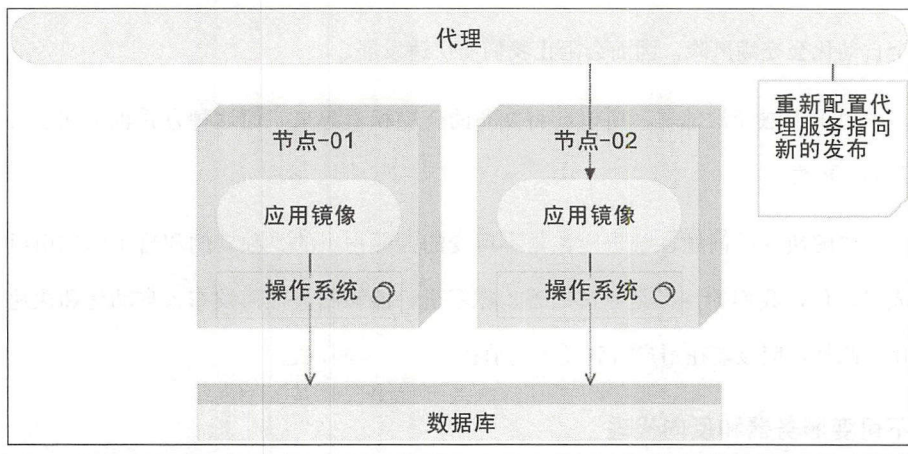 代理
节点-01
节点-02
重新配置代
理服务指向
新的发布
应用镜像
应用镜像
操作系统
操作系统
数据库